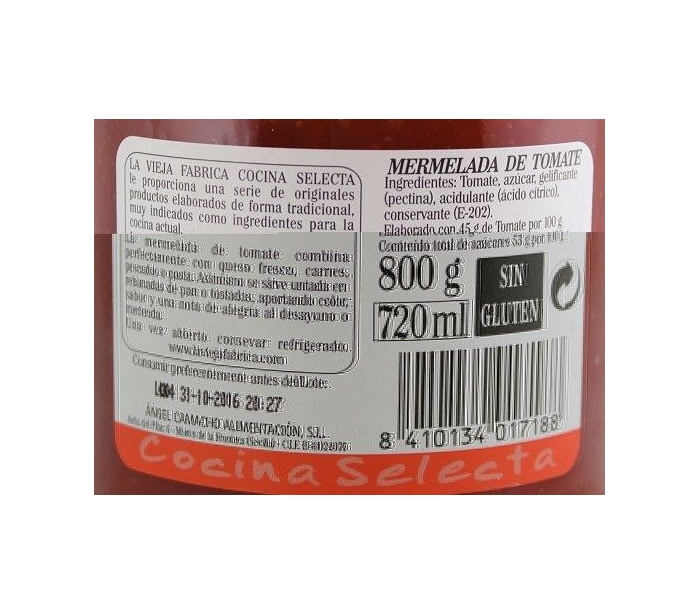 LA VIEJA FABRICA COCINA SELECTA
le proporciona una serie de originales
productos elaborados de forma tradicional,
muy indicados como ingredientes para la
cocina actual.
La mermelada de tomate combina
perfectamente con queso fresco, carnes,
pescado o pasta. Asimismo se sirve untada en
rebanadas de pan o tostadas, aportando color,
sabor y una nota de alegría al desayuno o
merienda.
Una vez abierto conservar refrigerado.
www.laviejafabrica.com
Consumir preferentemente antes del/Lote:
L034 31-10-2016 20:27
ÁNGEL CAMACHO ALIMENTACIÓN, S.L.
MERMELADA DE TOMATE
Ingredientes: Tomate, azúcar, gelificante
(pectina), acidulante (ácido cítrico),
conservante (E-202).
Elaborado con 45 g de Tomate por 100 g
Contenido total de azúcares 55 g por 100 g
800 g
720 ml
SIN
GLUTEN
8 410134 017188
Cocina Selecta